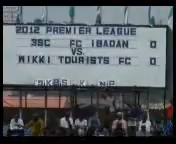 2012 PREMIER LEAGUE
3SC FC IBADAN 0
VS.
WIKKI TOURISTS FC 0